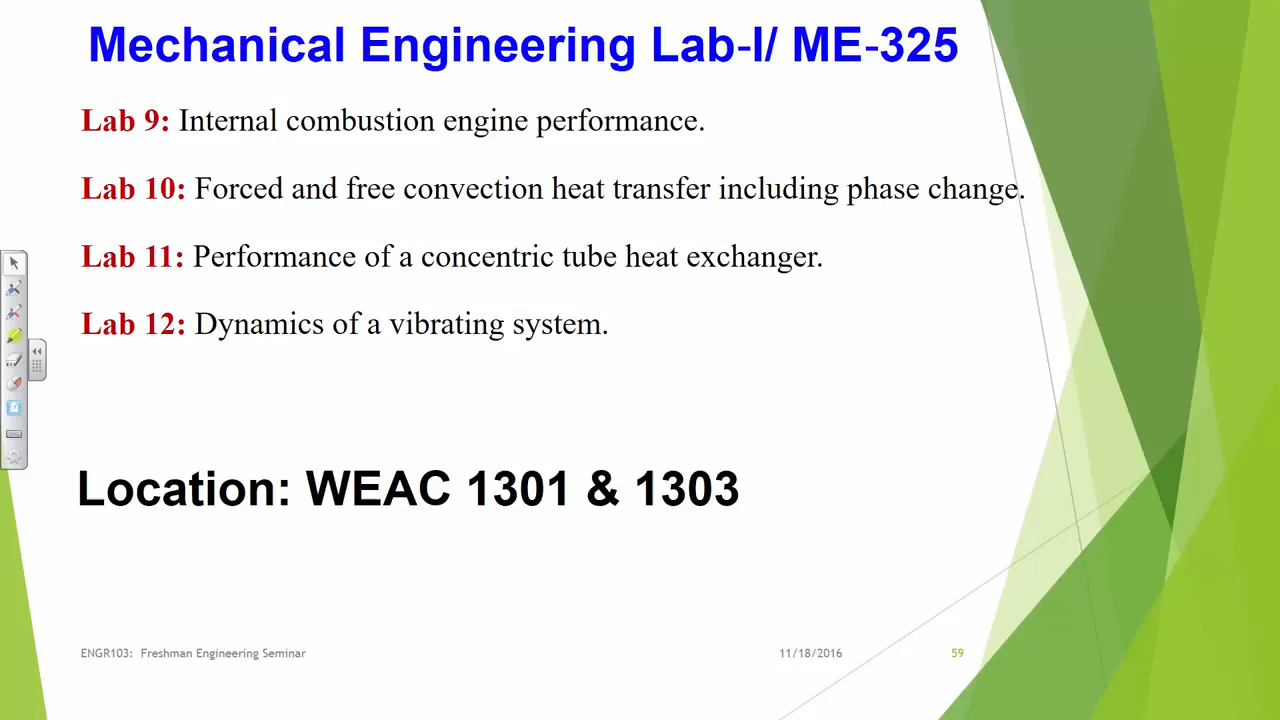 Mechanical Engineering Lab-I/ ME-325
Lab 9: Internal combustion engine performance.
Lab 10: Forced and free convection heat transfer including phase change.
Lab 11: Performance of a concentric tube heat exchanger.
Lab 12: Dynamics of a vibrating system.
Location: WEAC 1301 & 1303
ENGR103: Freshman Engineering Seminar 11/18/2016 59